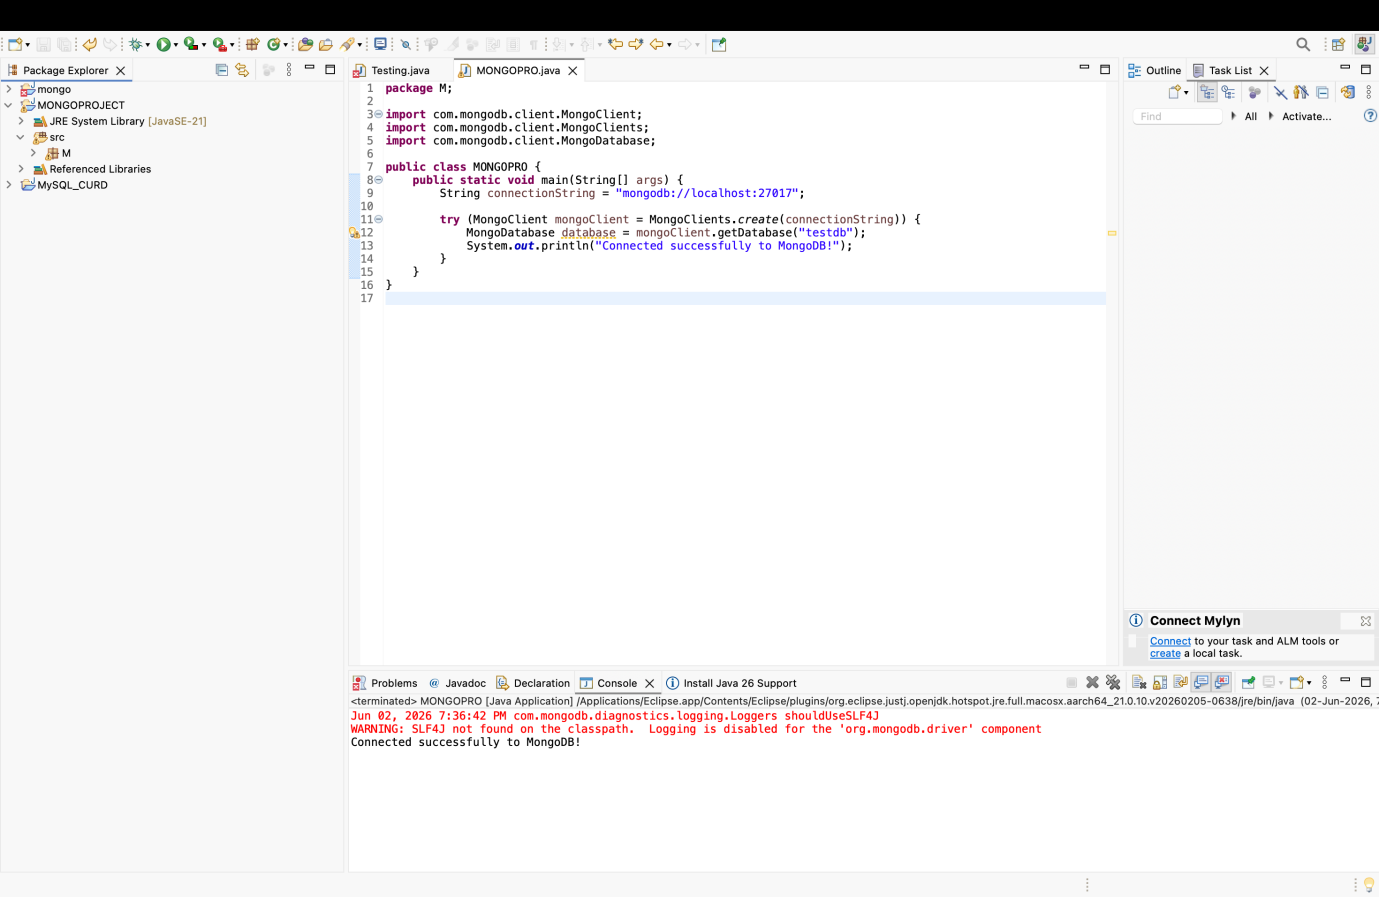 Package Explorer
mongo
MONGOPROJECT
JRE System Library [JavaSE-21]
src
M
Referenced Libraries
MySQL_CURD
Testing.java
MONGOPRO.java
1 package M;
2
3 import com.mongodb.client.MongoClient;
4 import com.mongodb.client.MongoClients;
5 import com.mongodb.client.MongoDatabase;
6
7 public class MONGOPRO {
8 public static void main(String[] args) {
9 String connectionString = "mongodb://localhost:27017";
10
11 try (MongoClient mongoClient = MongoClients.create(connectionString)) {
12 MongoDatabase database = mongoClient.getDatabase("testdb");
13 System.out.println("Connected successfully to MongoDB!");
14 }
15 }
16 }
17
Outline
Task List
Find
All
Activate...
Connect Mylyn
Connect to your task and ALM tools or
create a local task.
Problems
@ Javadoc
Declaration
Console
Install Java 26 Support
<terminated> MONGOPRO [Java Application] /Applications/Eclipse.app/Contents/Eclipse/plugins/org.eclipse.justj.openjdk.hotspot.jre.full.macosx.aarch64_21.0.10.v20260205-0638/jre/bin/java (02-Jun-2026, 7
Jun 02, 2026 7:36:42 PM com.mongodb.diagnostics.logging.Loggers shouldUseSLF4J
WARNING: SLF4J not found on the classpath.  Logging is disabled for the 'org.mongodb.driver' component
Connected successfully to MongoDB!